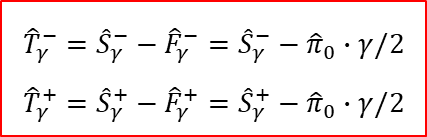 T̂γ⁻ = Ŝγ⁻ − F̂γ⁻ = Ŝγ⁻ − π̂₀ · γ/2
T̂γ⁺ = Ŝγ⁺ − F̂γ⁺ = Ŝγ⁺ − π̂₀ · γ/2